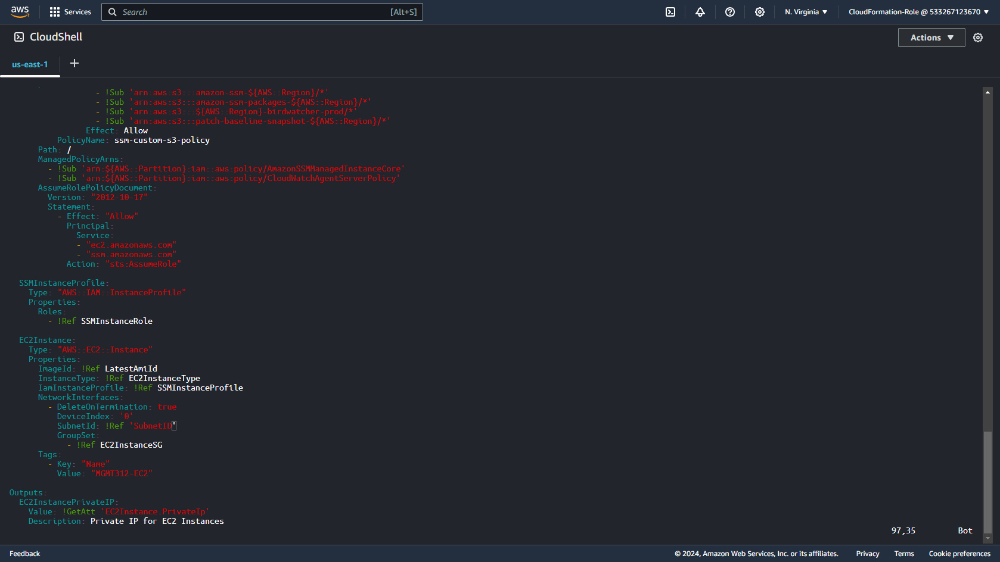 aws
Services
Search
[Alt+S]
N. Virginia ▼
CloudFormation-Role @ 533267123670 ▼
CloudShell
Actions ▼
us-east-1
+
- !Sub 'arn:aws:s3:::amazon-ssm-${AWS::Region}/*'
- !Sub 'arn:aws:s3:::amazon-ssm-packages-${AWS::Region}/*'
- !Sub 'arn:aws:s3:::${AWS::Region}-birdwatcher-prod/*'
- !Sub 'arn:aws:s3:::patch-baseline-snapshot-${AWS::Region}/*'
Effect: Allow
PolicyName: ssm-custom-s3-policy
Path: /
ManagedPolicyArns:
- !Sub 'arn:${AWS::Partition}:iam::aws:policy/AmazonSSMManagedInstanceCore'
- !Sub 'arn:${AWS::Partition}:iam::aws:policy/CloudWatchAgentServerPolicy'
AssumeRolePolicyDocument:
Version: "2012-10-17"
Statement:
- Effect: "Allow"
Principal:
Service:
- "ec2.amazonaws.com"
- "ssm.amazonaws.com"
Action: "sts:AssumeRole"
SSMInstanceProfile:
Type: "AWS::IAM::InstanceProfile"
Properties:
Roles:
- !Ref SSMInstanceRole
EC2Instance:
Type: "AWS::EC2::Instance"
Properties:
ImageId: !Ref LatestAmiId
InstanceType: !Ref EC2InstanceType
IamInstanceProfile: !Ref SSMInstanceProfile
NetworkInterfaces:
- DeleteOnTermination: true
DeviceIndex: '0'
SubnetId: !Ref 'SubnetID'
GroupSet:
- !Ref EC2InstanceSG
Tags:
- Key: "Name"
Value: "MGMT312-EC2"
Outputs:
EC2InstancePrivateIP:
Value: !GetAtt 'EC2Instance.PrivateIp'
Description: Private IP for EC2 Instances
97,35 Bot
Feedback
© 2024, Amazon Web Services, Inc. or its affiliates.
Privacy
Terms
Cookie preferences